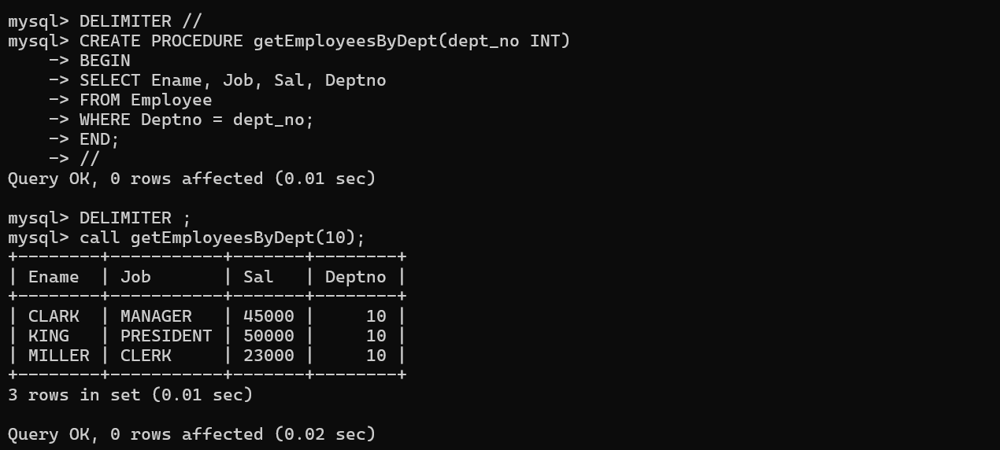 mysql> DELIMITER //
mysql> CREATE PROCEDURE getEmployeesByDept(dept_no INT)
    -> BEGIN
    -> SELECT Ename, Job, Sal, Deptno
    -> FROM Employee
    -> WHERE Deptno = dept_no;
    -> END;
    -> //
Query OK, 0 rows affected (0.01 sec)

mysql> DELIMITER ;
mysql> call getEmployeesByDept(10);
+--------+-----------+-------+--------+
| Ename  | Job       | Sal   | Deptno |
+--------+-----------+-------+--------+
| CLARK  | MANAGER   | 45000 |     10 |
| KING   | PRESIDENT | 50000 |     10 |
| MILLER | CLERK     | 23000 |     10 |
+--------+-----------+-------+--------+
3 rows in set (0.01 sec)

Query OK, 0 rows affected (0.02 sec)